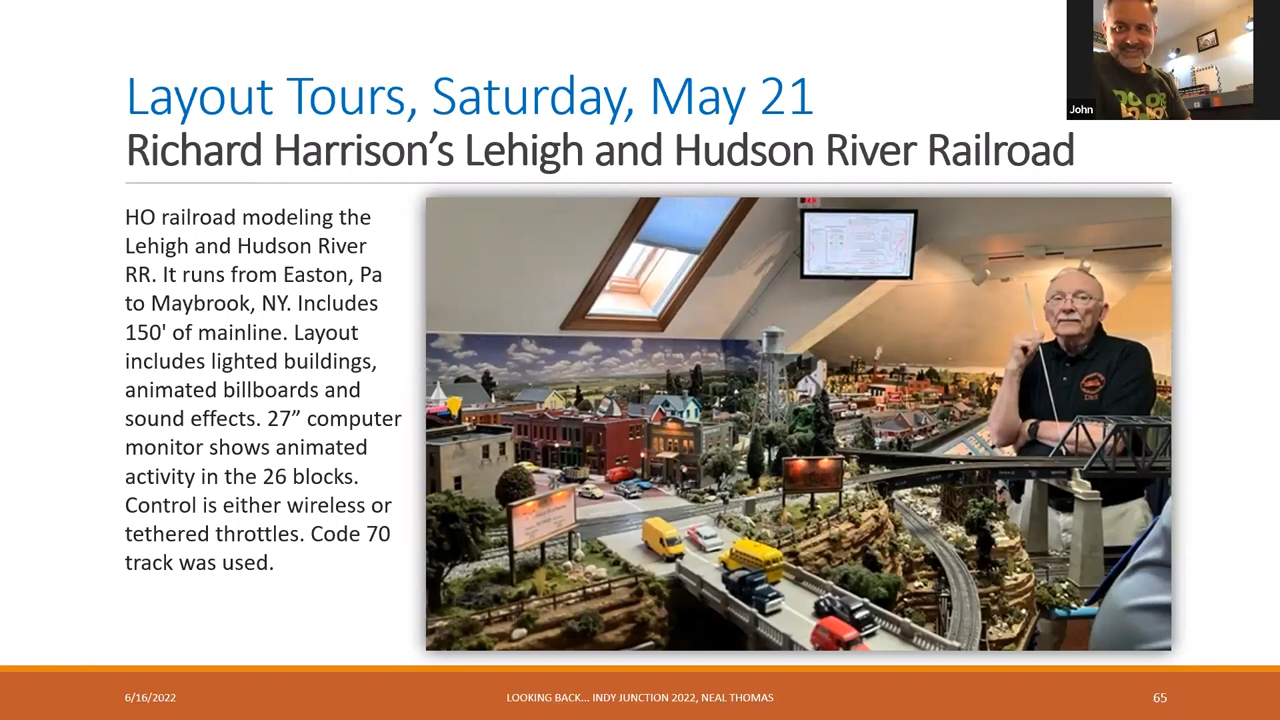 Layout Tours, Saturday, May 21
Richard Harrison’s Lehigh and Hudson River Railroad
HO railroad modeling the
Lehigh and Hudson River
RR. It runs from Easton, Pa
to Maybrook, NY. Includes
150' of mainline. Layout
includes lighted buildings,
animated billboards and
sound effects. 27” computer
monitor shows animated
activity in the 26 blocks.
Control is either wireless or
tethered throttles. Code 70
track was used.
John
Dick
6/16/2022
LOOKING BACK... INDY JUNCTION 2022, NEAL THOMAS
65